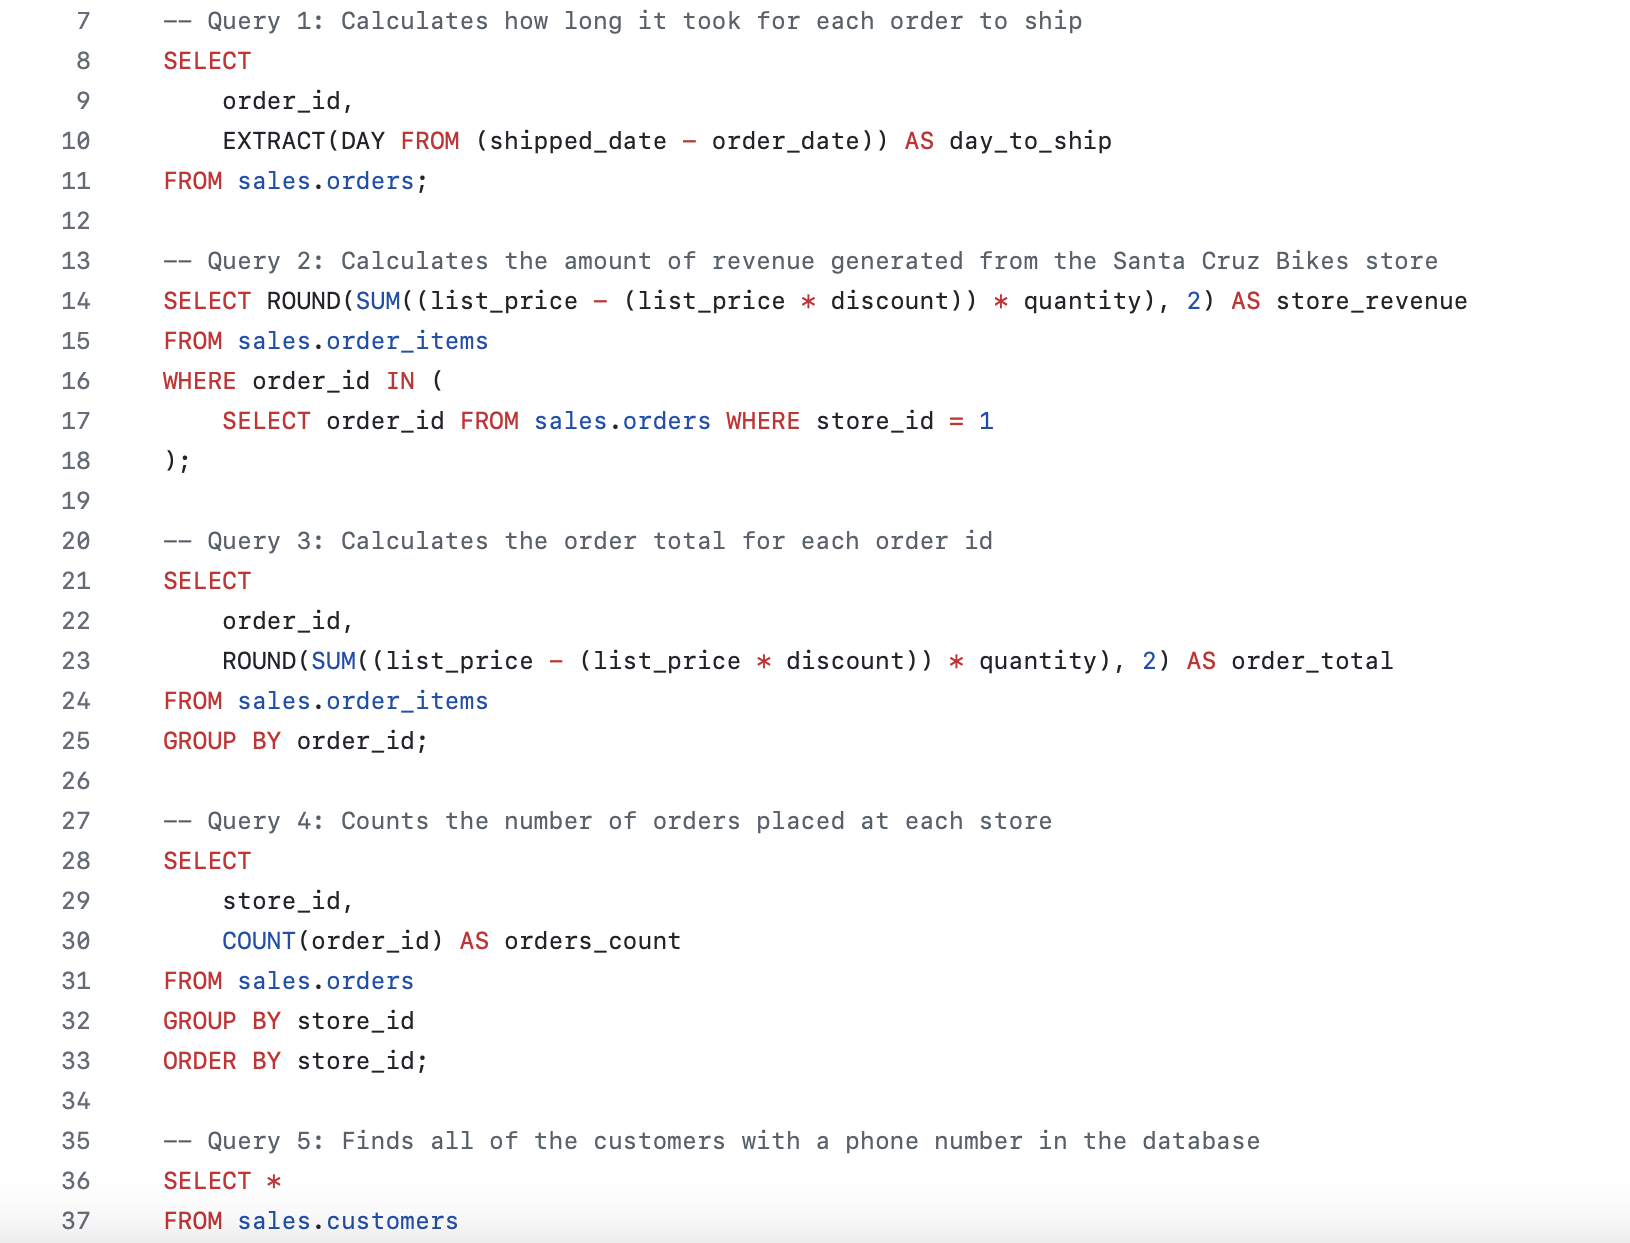 7 -- Query 1: Calculates how long it took for each order to ship
8 SELECT
9     order_id,
10     EXTRACT(DAY FROM (shipped_date - order_date)) AS day_to_ship
11 FROM sales.orders;
12
13 -- Query 2: Calculates the amount of revenue generated from the Santa Cruz Bikes store
14 SELECT ROUND(SUM((list_price - (list_price * discount)) * quantity), 2) AS store_revenue
15 FROM sales.order_items
16 WHERE order_id IN (
17     SELECT order_id FROM sales.orders WHERE store_id = 1
18 );
19
20 -- Query 3: Calculates the order total for each order id
21 SELECT
22     order_id,
23     ROUND(SUM((list_price - (list_price * discount)) * quantity), 2) AS order_total
24 FROM sales.order_items
25 GROUP BY order_id;
26
27 -- Query 4: Counts the number of orders placed at each store
28 SELECT
29     store_id,
30     COUNT(order_id) AS orders_count
31 FROM sales.orders
32 GROUP BY store_id
33 ORDER BY store_id;
34
35 -- Query 5: Finds all of the customers with a phone number in the database
36 SELECT *
37 FROM sales.customers